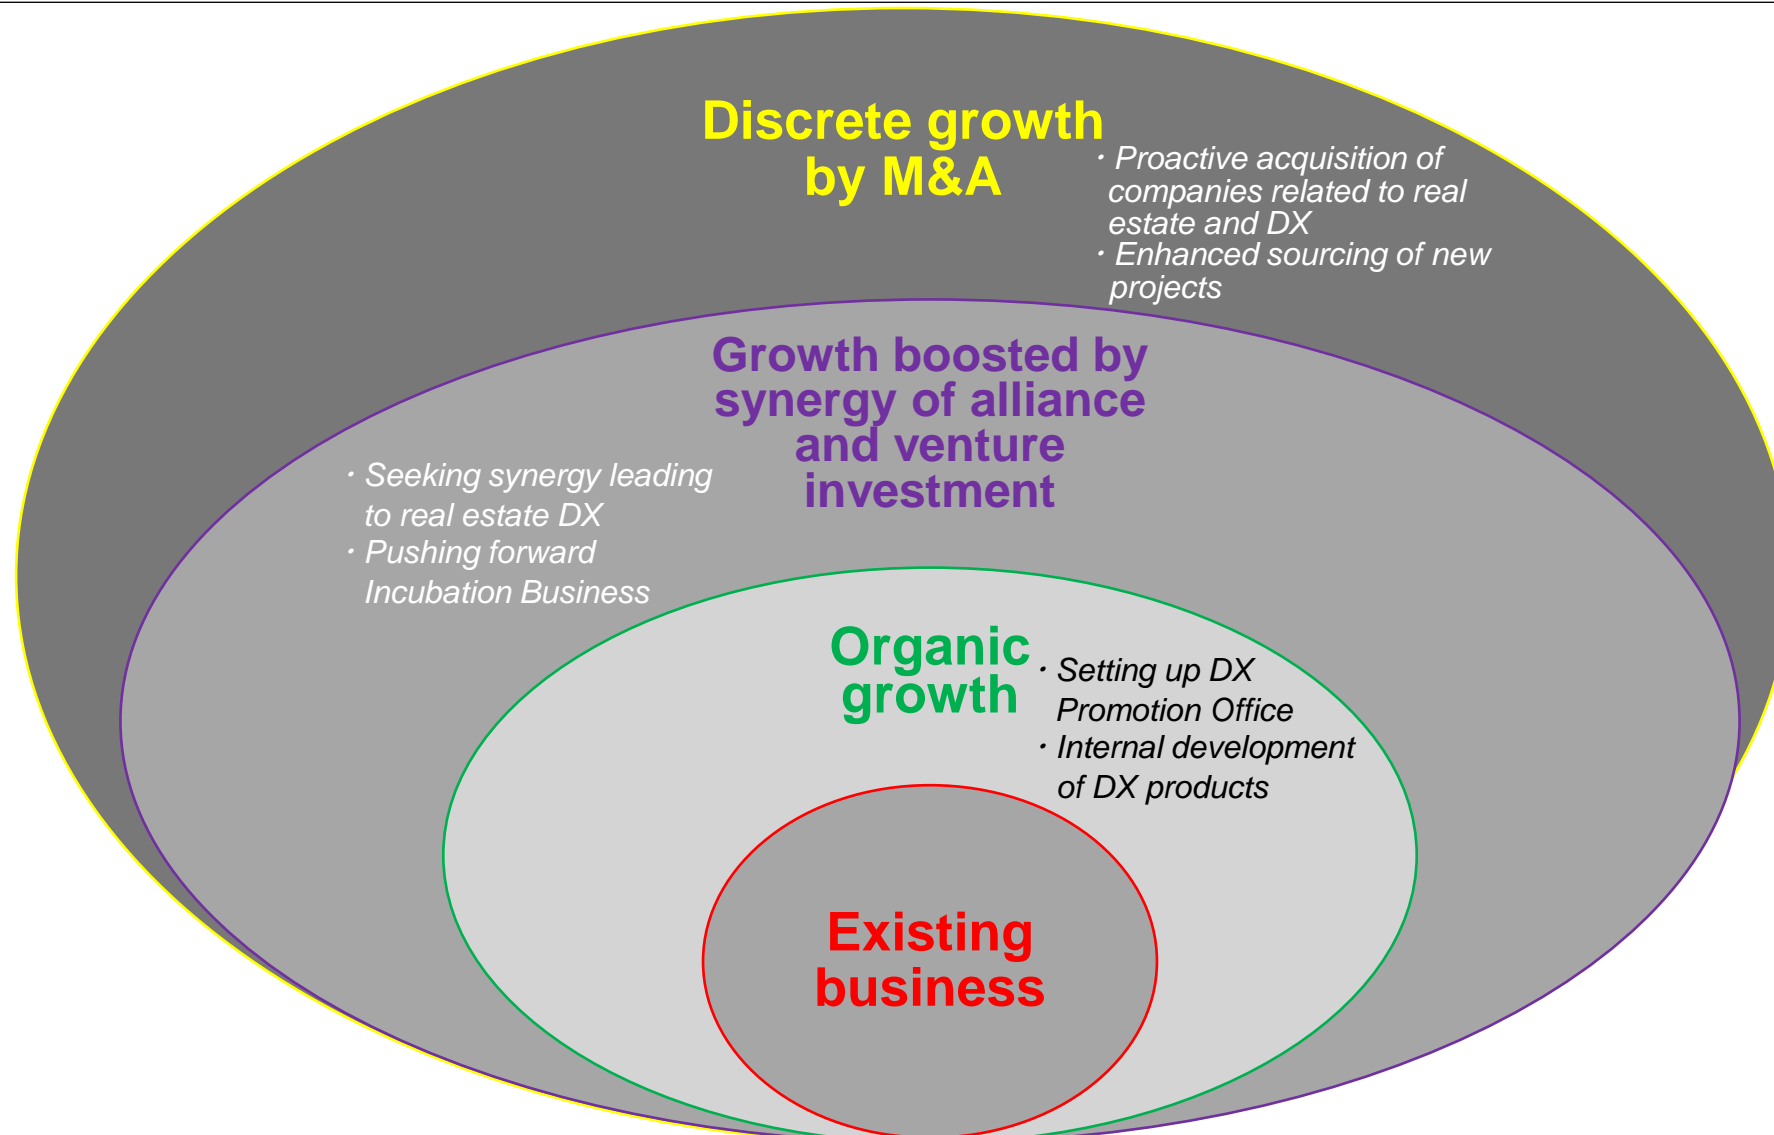 Discrete growth
by M&A
・Proactive acquisition of
companies related to real
estate and DX
・Enhanced sourcing of new
projects
Growth boosted by
synergy of alliance
and venture
investment
・Seeking synergy leading
to real estate DX
・Pushing forward
Incubation Business
Organic
growth
・Setting up DX
Promotion Office
・Internal development
of DX products
Existing
business